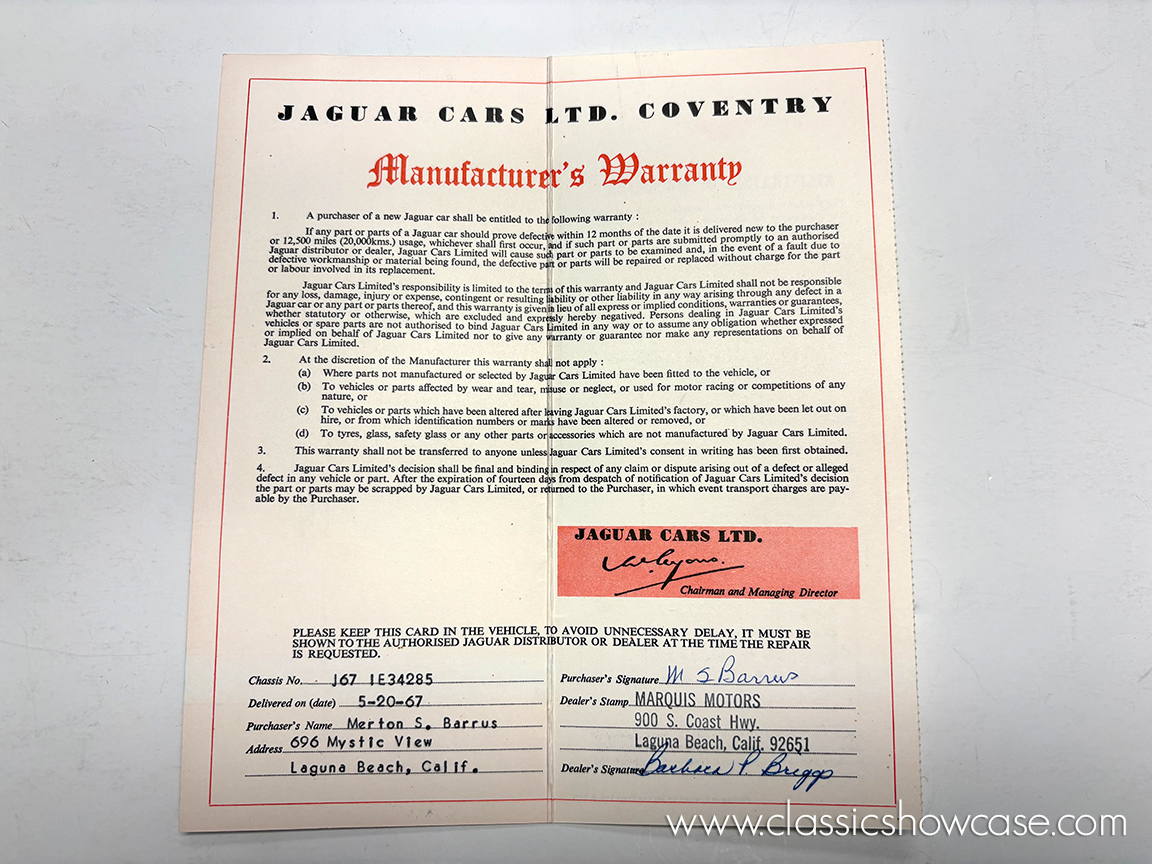 JAGUAR CARS LTD. COVENTRY
Manufacturer's Warranty
1. A purchaser of a new Jaguar car shall be entitled to the following warranty :
If any part or parts of a Jaguar car should prove defective within 12 months of the date it is delivered new to the purchaser
or 12,500 miles (20,000kms.) usage, whichever shall first occur, and if such part or parts are submitted promptly to an authorised
Jaguar distributor or dealer, Jaguar Cars Limited will cause such part or parts to be examined and, in the event of a fault due to
defective workmanship or material being found, the defective part or parts will be repaired or replaced without charge for the part
or labour involved in its replacement.
Jaguar Cars Limited's responsibility is limited to the term of this warranty and Jaguar Cars Limited shall not be responsible
for any loss, damage, injury or expense, contingent or resulting liability or other liability in any way arising through any defect in a
Jaguar car or any part or parts thereof, and this warranty is given in lieu of all express or implied conditions, warranties or guarantees,
whether statutory or otherwise, which are excluded and expressly hereby negatived. Persons dealing in Jaguar Cars Limited's
vehicles or spare parts are not authorised to bind Jaguar Cars Limited in any way or to assume any obligation whether expressed
or implied on behalf of Jaguar Cars Limited nor to give any warranty or guarantee nor make any representations on behalf of
Jaguar Cars Limited.
2. At the discretion of the Manufacturer this warranty shall not apply :
(a) Where parts not manufactured or selected by Jaguar Cars Limited have been fitted to the vehicle, or
(b) To vehicles or parts affected by wear and tear, misuse or neglect, or used for motor racing or competitions of any
nature, or
(c) To vehicles or parts which have been altered after leaving Jaguar Cars Limited's factory, or which have been let out on
hire, or from which identification numbers or marks have been altered or removed, or
(d) To tyres, glass, safety glass or any other parts or accessories which are not manufactured by Jaguar Cars Limited.
3. This warranty shall not be transferred to anyone unless Jaguar Cars Limited's consent in writing has been first obtained.
4. Jaguar Cars Limited's decision shall be final and binding in respect of any claim or dispute arising out of a defect or alleged
defect in any vehicle or part. After the expiration of fourteen days from despatch of notification of Jaguar Cars Limited's decision
the part or parts may be scrapped by Jaguar Cars Limited, or returned to the Purchaser, in which event transport charges are pay-
able by the Purchaser.
JAGUAR CARS LTD.
Chairman and Managing Director
PLEASE KEEP THIS CARD IN THE VEHICLE, TO AVOID UNNECESSARY DELAY, IT MUST BE
SHOWN TO THE AUTHORISED JAGUAR DISTRIBUTOR OR DEALER AT THE TIME THE REPAIR
IS REQUESTED.
Chassis No. J67 1E34285
Delivered on (date) 5-20-67
Purchaser's Name Merton S. Barrus
Address 696 Mystic View
Laguna Beach, Calif.
Purchaser's Signature M S Barrus
Dealer's Stamp MARQUIS MOTORS
900 S. Coast Hwy.
Laguna Beach, Calif. 92651
Dealer's Signature Barbara P. Briggs
www.classicshowcase.com